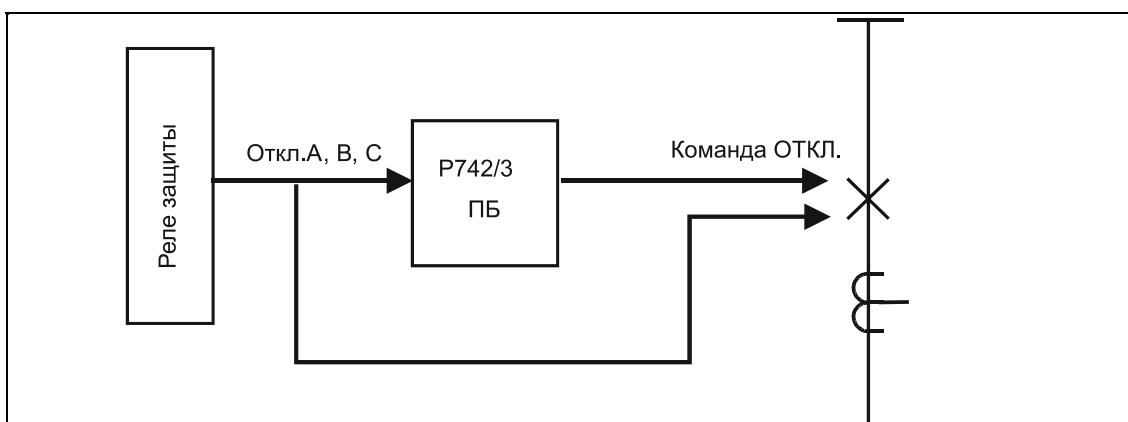 Реле защиты
Откл.А, В, С
Р742/3
ПБ
Команда ОТКЛ.